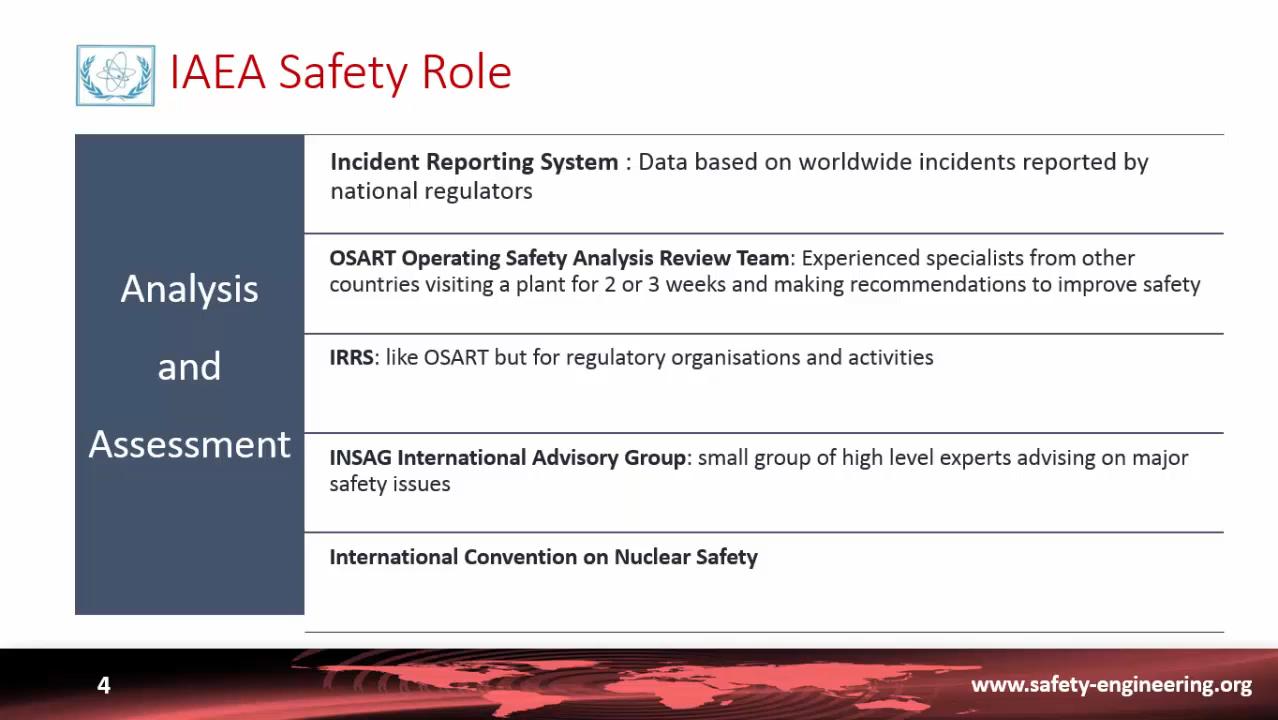 IAEA Safety Role
Analysis
and
Assessment
Incident Reporting System : Data based on worldwide incidents reported by
national regulators
OSART Operating Safety Analysis Review Team: Experienced specialists from other
countries visiting a plant for 2 or 3 weeks and making recommendations to improve safety
IRRS: like OSART but for regulatory organisations and activities
INSAG International Advisory Group: small group of high level experts advising on major
safety issues
International Convention on Nuclear Safety
4
www.safety-engineering.org